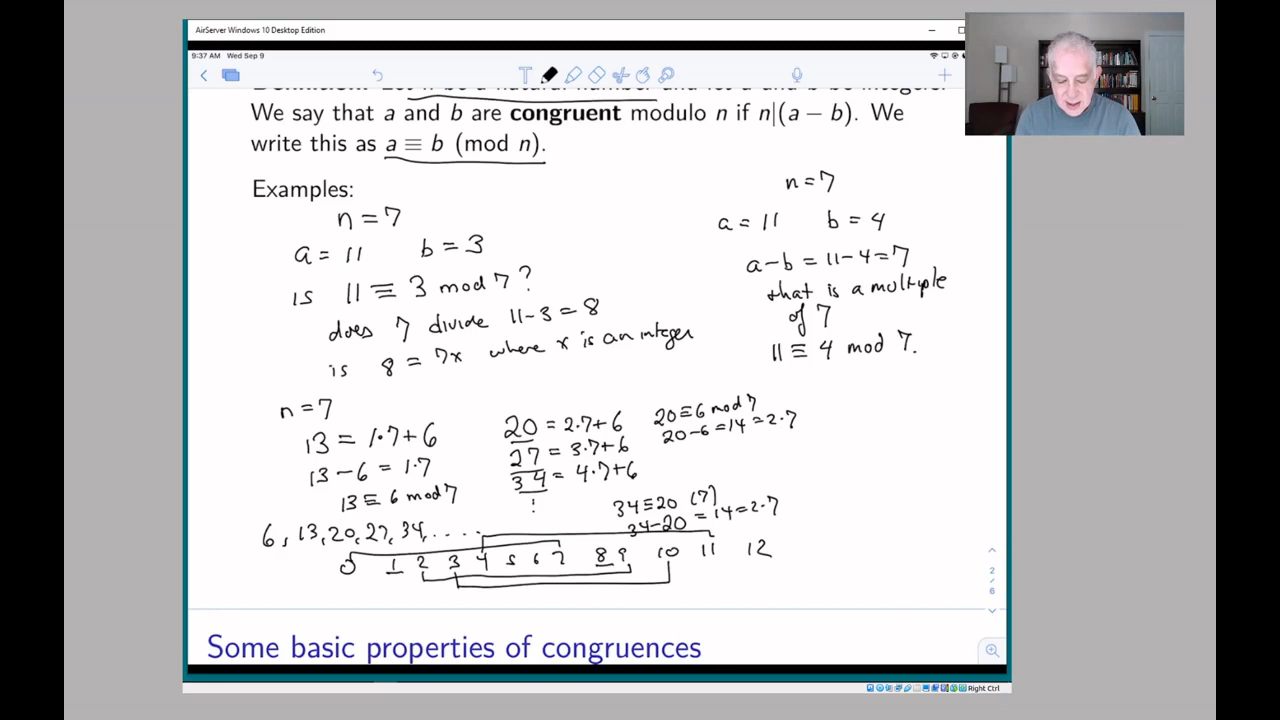 AirServer Windows 10 Desktop Edition
9:37 AM Wed Sep 9
We say that a and b are congruent modulo n if n|(a − b). We
write this as a ≡ b (mod n).
Examples:
n = 7
a = 11 b = 3
is 11 ≡ 3 mod 7 ?
does 7 divide 11-3 = 8
is 8 = 7x where x is an integer
n = 7
a = 11 b = 4
a-b = 11-4 = 7
that is a multiple
of 7
11 ≡ 4 mod 7.
n = 7
13 = 1·7+6
13 - 6 = 1·7
13 ≡ 6 mod 7
20 = 2·7+6
27 = 3·7+6
34 = 4·7+6
20 ≡ 6 mod 7
20-6 = 14 = 2·7
34 ≡ 20 (7)
34-20 = 14 = 2·7
6, 13, 20, 27, 34, .....
0 1 2 3 4 5 6 7 8 9 10 11 12
2
6
Some basic properties of congruences
Right Ctrl